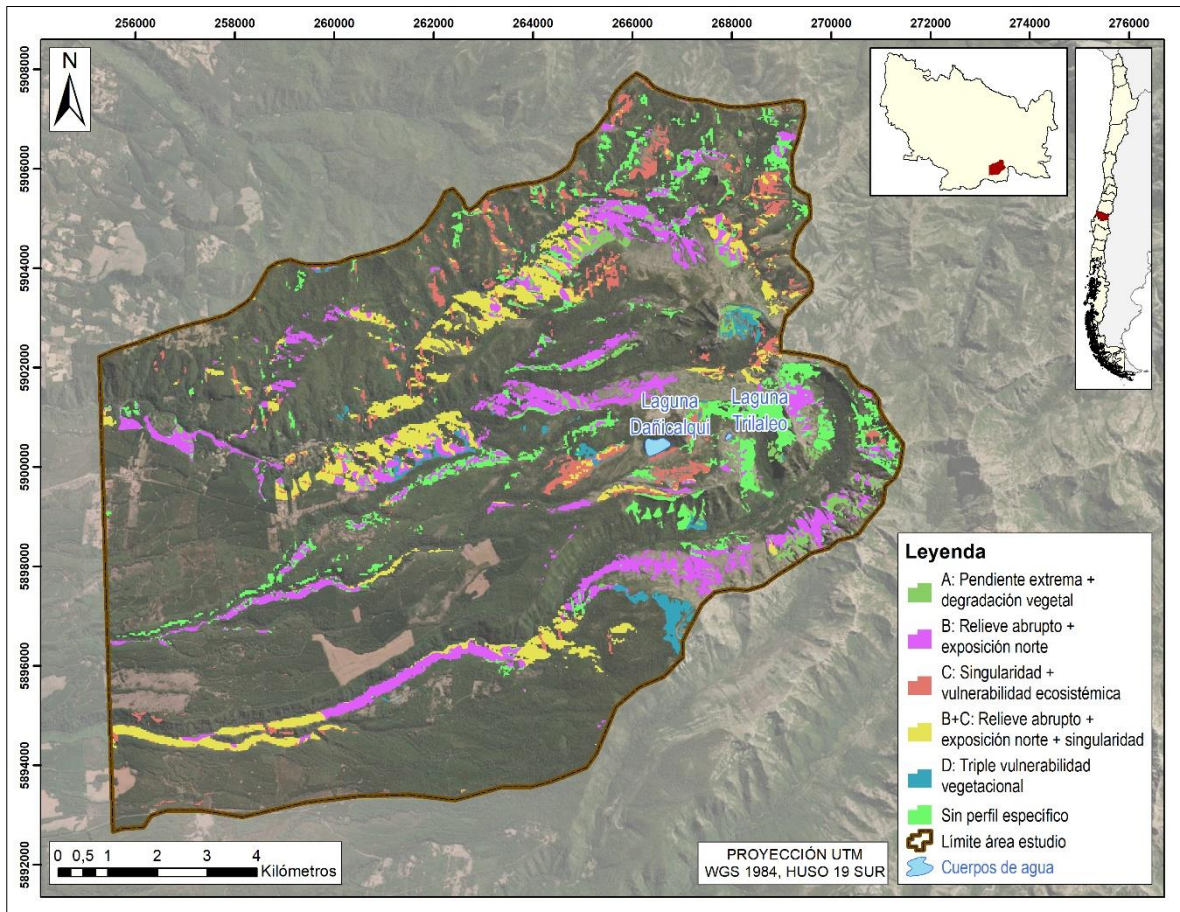 256000 258000 260000 262000 264000 266000 268000 270000 272000 274000 276000
5908000
5906000
5904000
5902000
5900000
5898000
5896000
5894000
5892000
N
Laguna
Dañicalqui
Laguna
Trilaleo
Leyenda
A: Pendiente extrema +
degradación vegetal
B: Relieve abrupto +
exposición norte
C: Singularidad +
vulnerabilidad ecosistémica
B+C: Relieve abrupto +
exposición norte + singularidad
D: Triple vulnerabilidad
vegetacional
Sin perfil específico
Límite área estudio
Cuerpos de agua
0 0,5 1 2 3 4
Kilómetros
PROYECCIÓN UTM
WGS 1984, HUSO 19 SUR